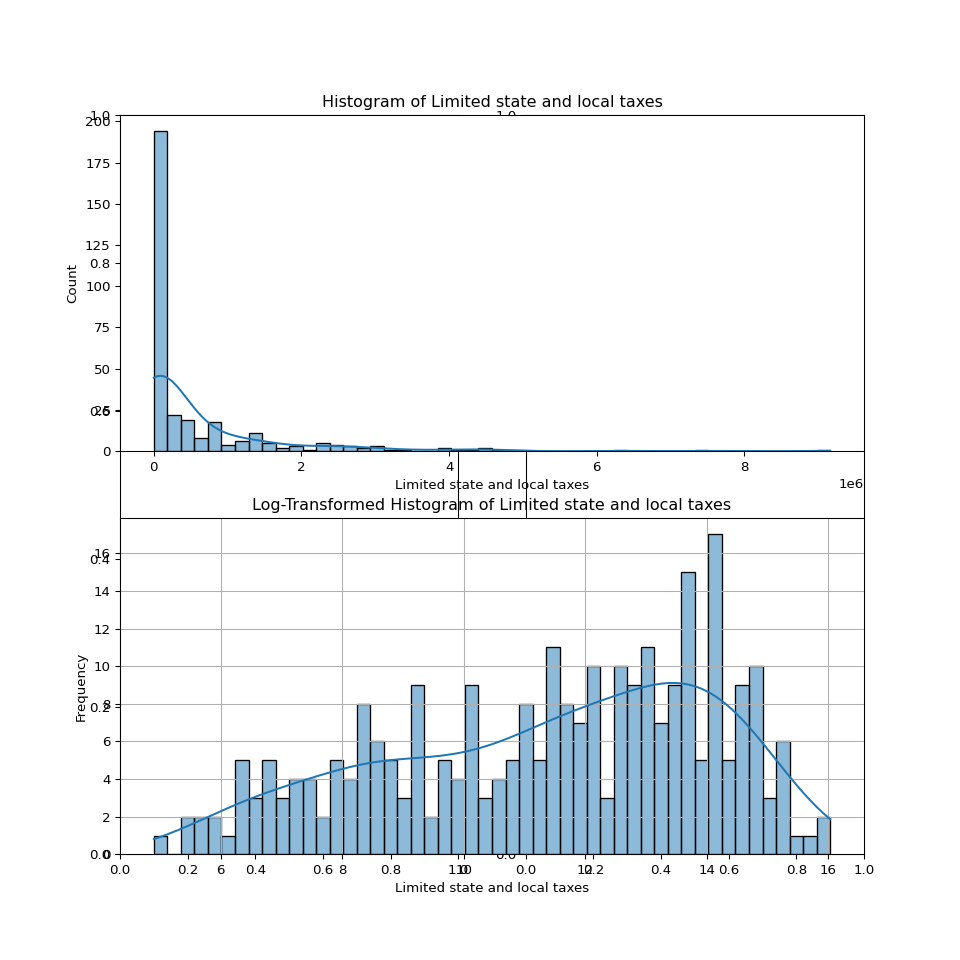 Histogram of Limited state and local taxes
1.0 1.0
200
175
150
125
0.8
100
75
50
25
0.6
0
Count
0 2 4 6 8
1e6
Limited state and local taxes
Log-Transformed Histogram of Limited state and local taxes
16
0.4
14
12
10
8
0.2
6
4
2
0
0.0 0.0
Frequency
0.0 0.2 6 0.4 0.6 8 0.8 1.0 10 0.0 12 0.2 0.4 14 0.6 0.8 16 1.0
Limited state and local taxes